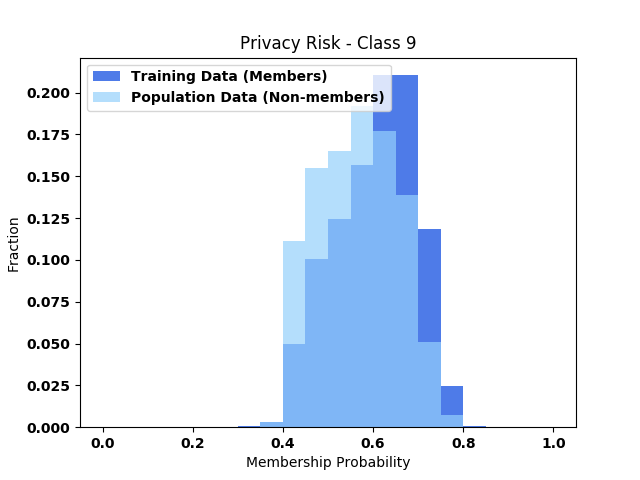 Privacy Risk - Class 9
Training Data (Members)
Population Data (Non-members)
0.200
0.175
0.150
0.125
0.100
0.075
0.050
0.025
0.000
Fraction
0.0 0.2 0.4 0.6 0.8 1.0
Membership Probability